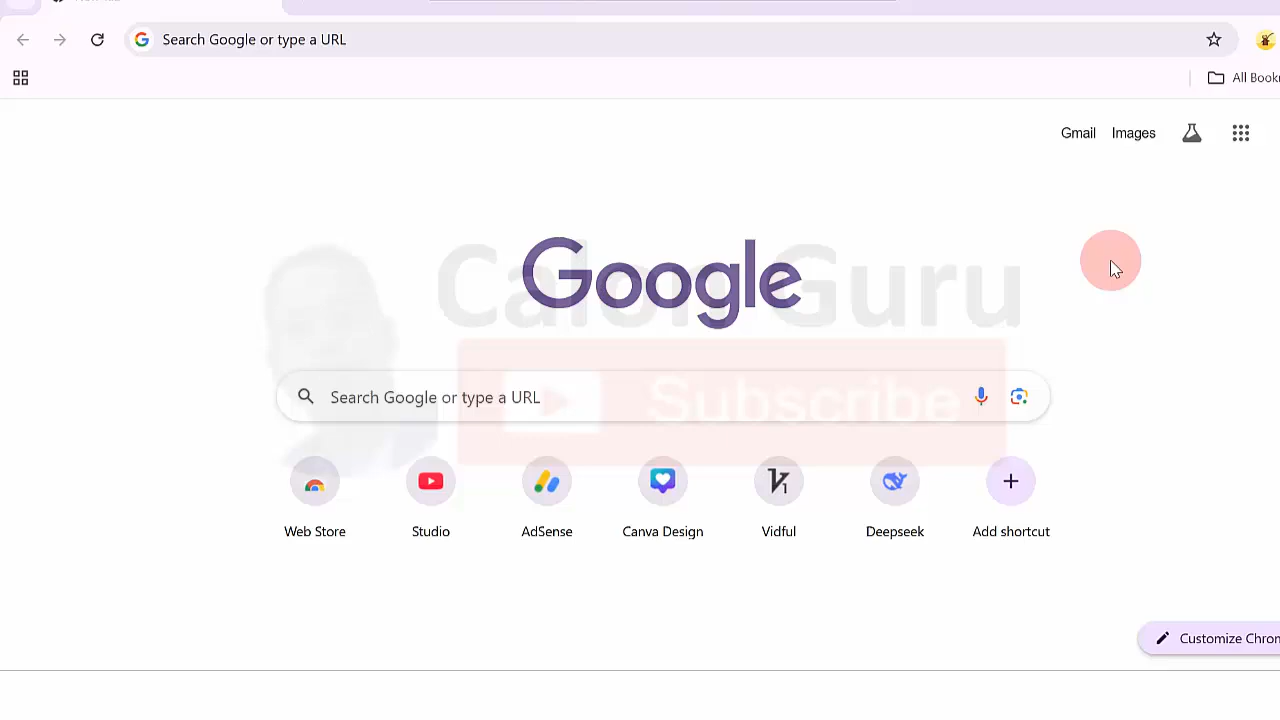 Search Google or type a URL
All Book
Gmail Images
Google
Calon Guru
Search Google or type a URL
Subscribe
Web Store Studio AdSense Canva Design Vidful Deepseek Add shortcut
Customize Chron